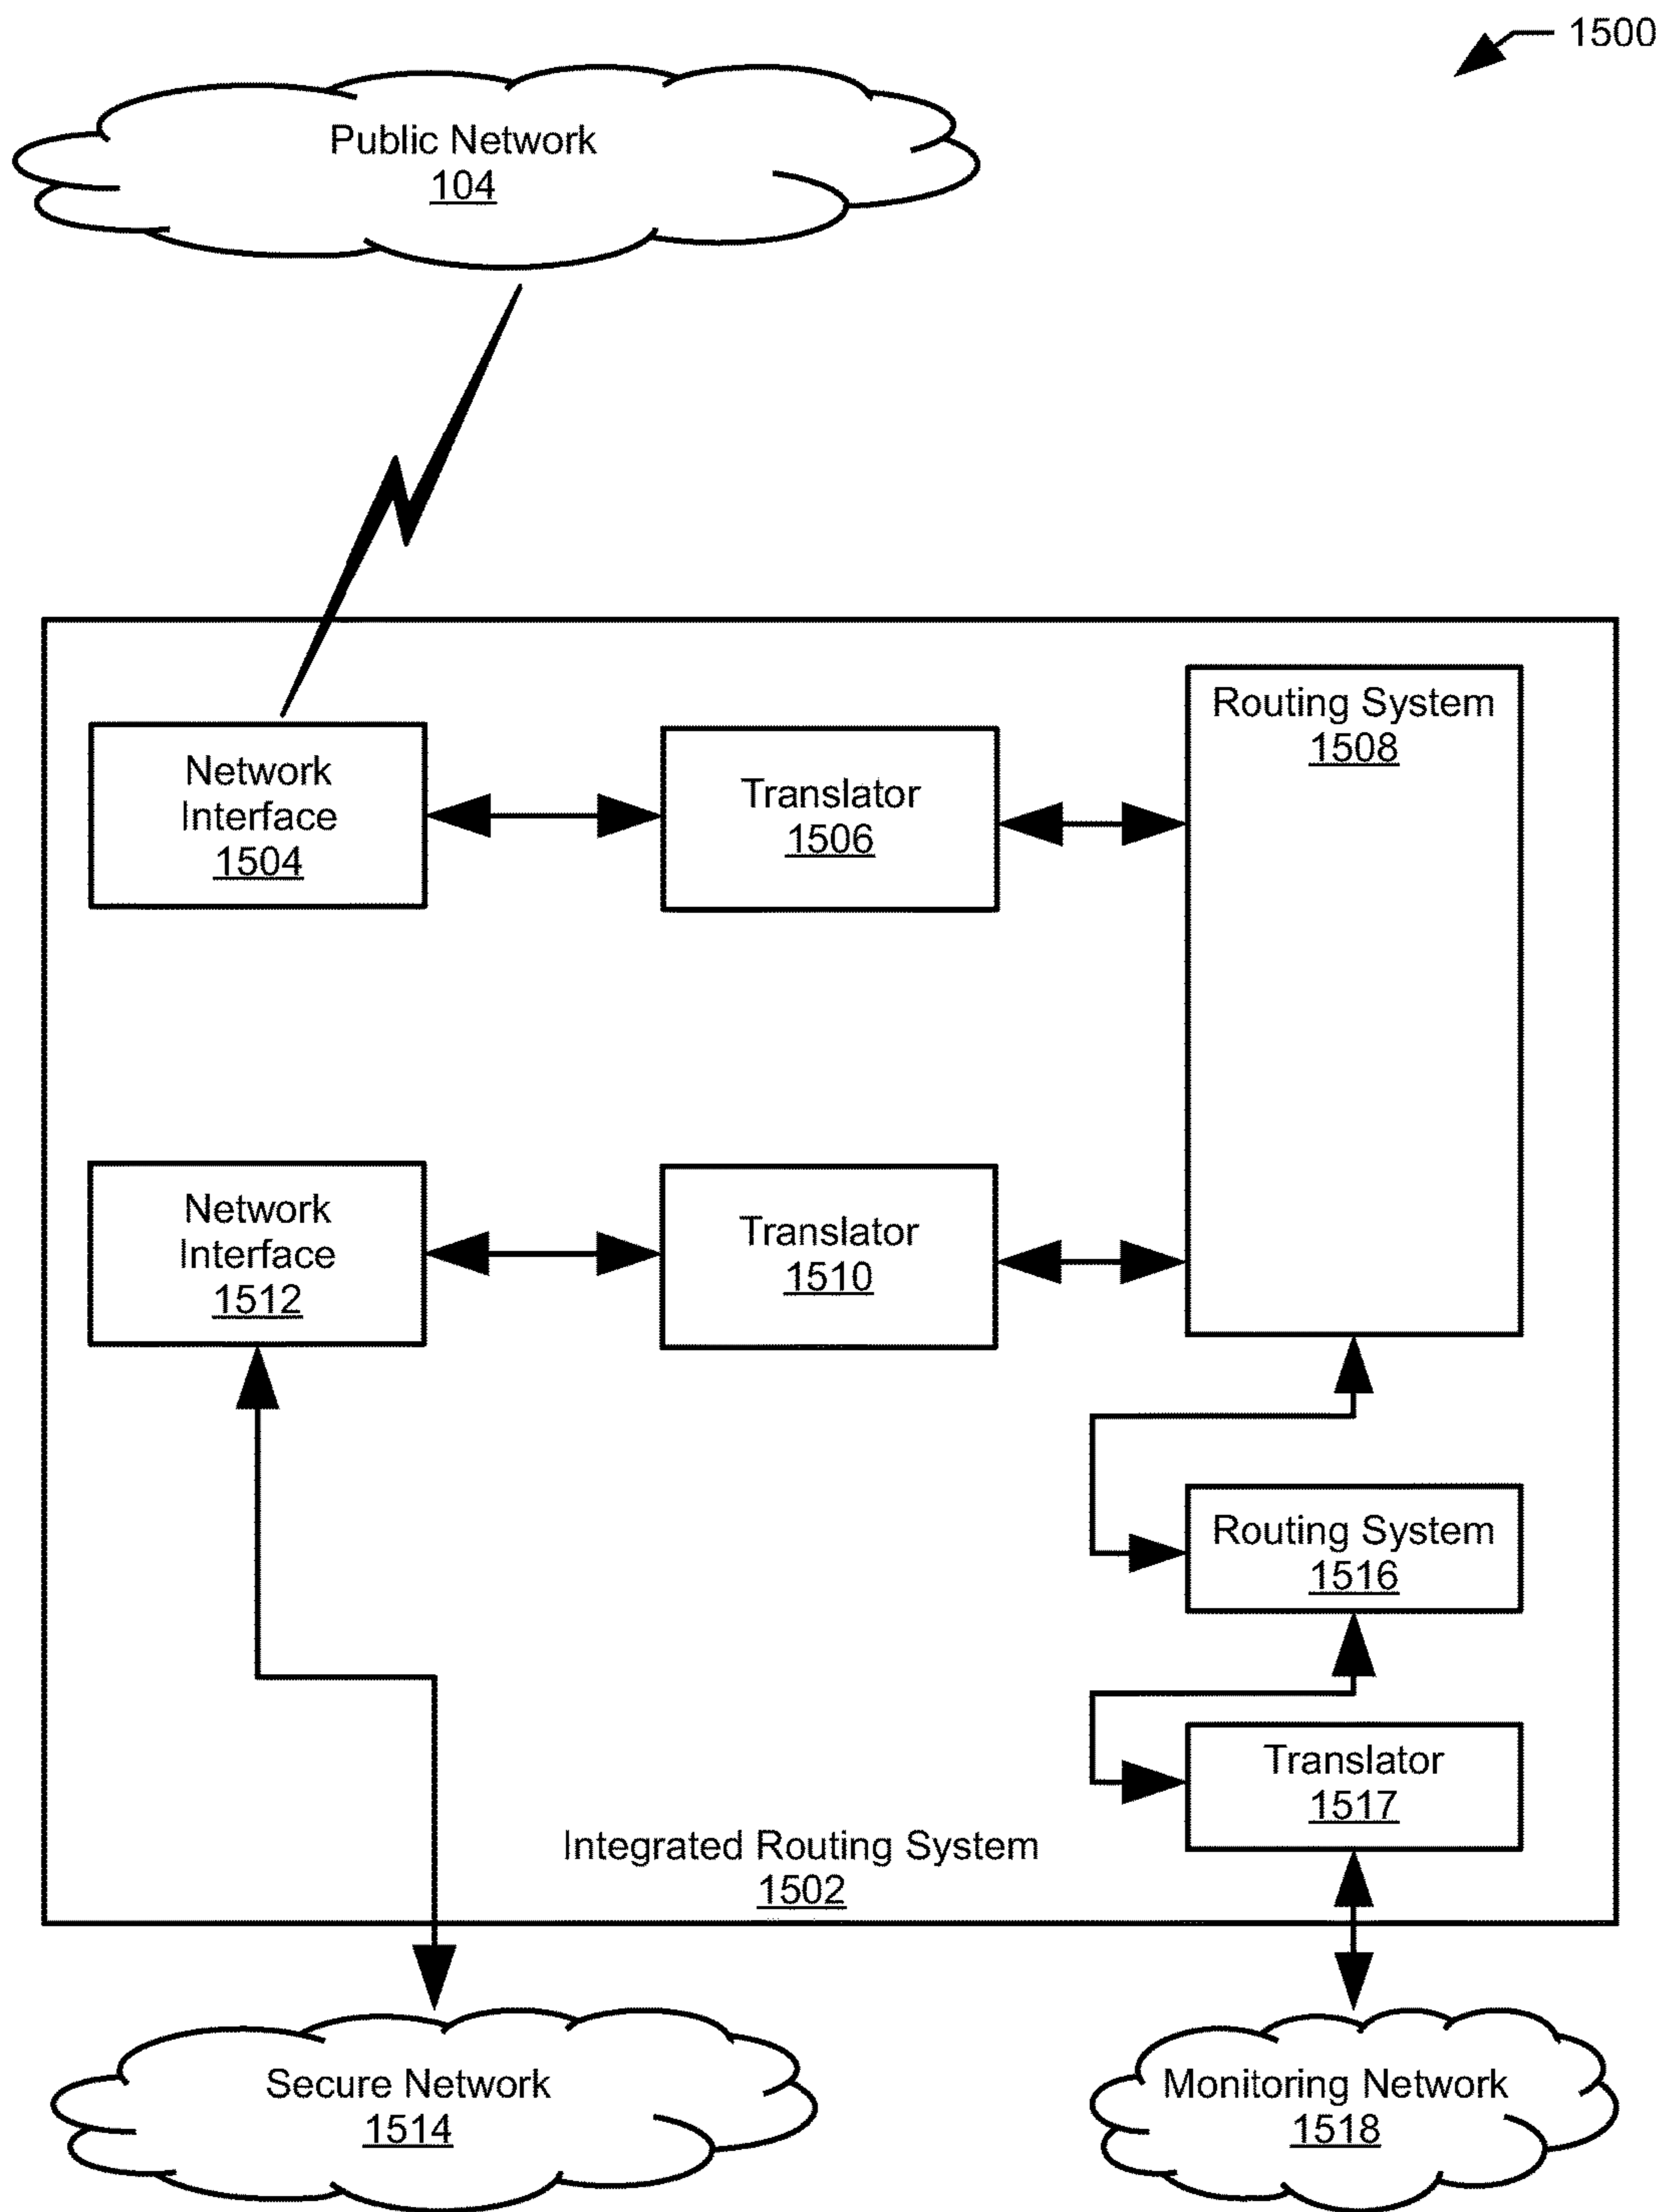 1500
Public Network
104
Routing System
1508
Network
Interface
1504
Translator
1506
Network
Interface
1512
Translator
1510
Routing System
1516
Translator
1517
Integrated Routing System
1502
Secure Network
1514
Monitoring Network
1518